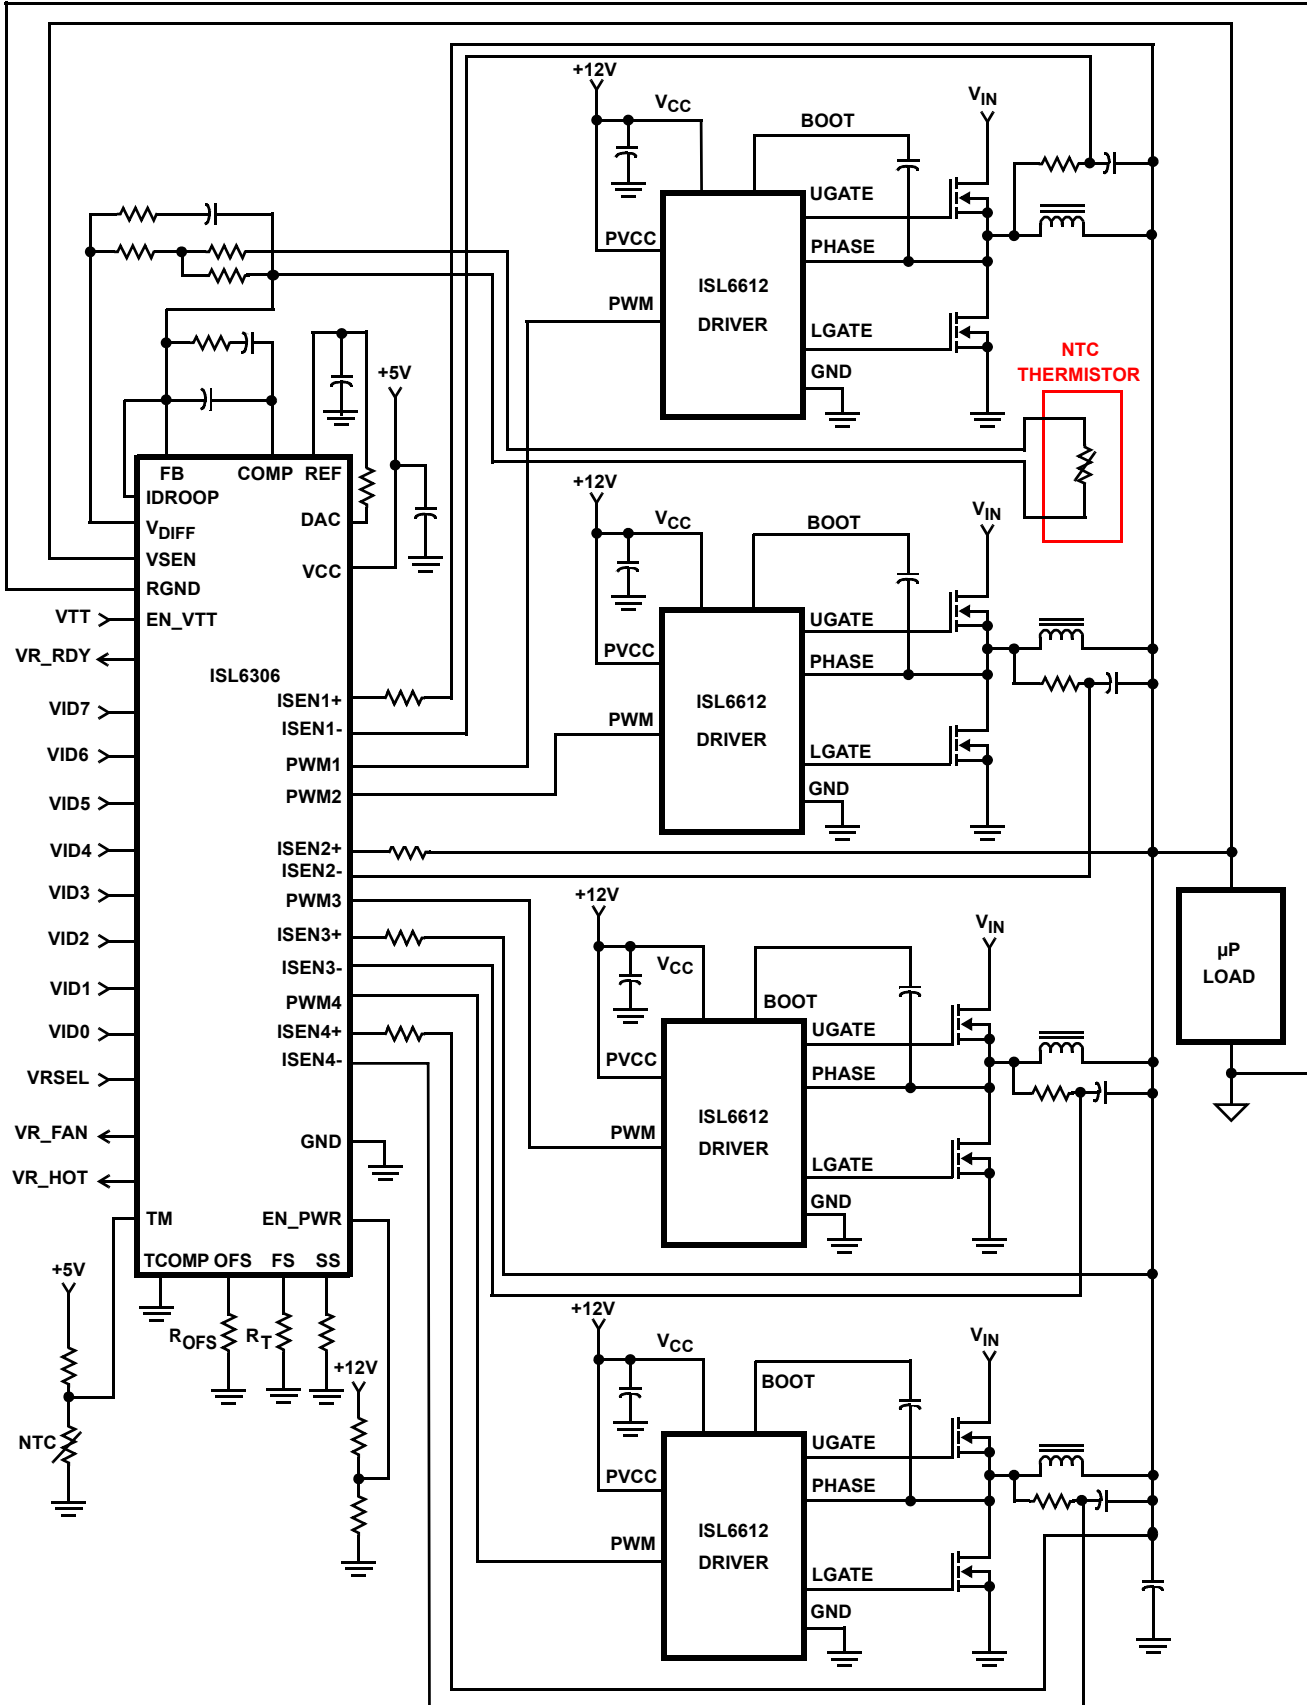 +12V
VCC
BOOT
VIN
UGATE
PVCC
PHASE
ISL6612
DRIVER
PWM
LGATE
GND
NTC
THERMISTOR
+5V
FB
COMP
REF
IDROOP
VDIFF
DAC
VSEN
VCC
RGND
VTT
EN_VTT
VR_RDY
ISL6306
VID7
VID6
VID5
VID4
VID3
VID2
VID1
VID0
VRSEL
VR_FAN
VR_HOT
ISEN1+
ISEN1-
PWM1
PWM2
ISEN2+
ISEN2-
PWM3
ISEN3+
ISEN3-
PWM4
ISEN4+
ISEN4-
GND
TM
EN_PWR
TCOMP
OFS
FS
SS
+5V
ROFS
RT
+12V
NTC
+12V
VCC
BOOT
VIN
UGATE
PVCC
PHASE
ISL6612
DRIVER
PWM
LGATE
GND
µP
LOAD
+12V
VCC
BOOT
VIN
UGATE
PVCC
PHASE
ISL6612
DRIVER
PWM
LGATE
GND
+12V
VCC
BOOT
VIN
UGATE
PVCC
PHASE
ISL6612
DRIVER
PWM
LGATE
GND